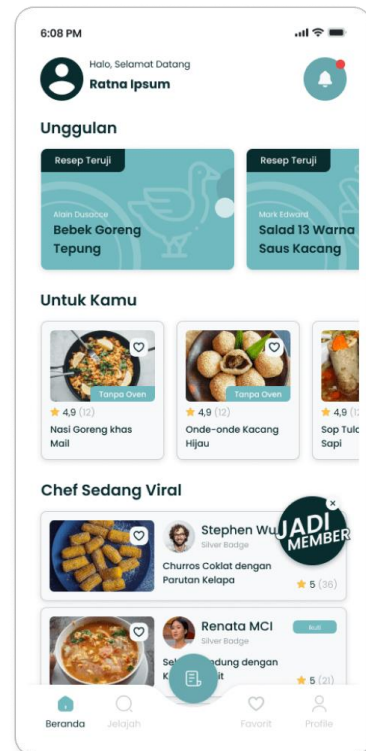 6:08 PM
Halo, Selamat Datang
Ratna Ipsum
Unggulan
Resep Teruji
Alain Dusacce
Bebek Goreng
Tepung
Resep Teruji
Mark Edward
Salad 13 Warna
Saus Kacang
Untuk Kamu
Tanpa Oven
4,9 (12)
Nasi Goreng khas
Mail
Tanpa Oven
4,9 (12)
Onde-onde Kacang
Hijau
4,9
Sop
Sapi
Chef Sedang Viral
Stephen Wu
Silver Badge
Churros Coklat dengan
Parutan Kelapa
5 (36)
JADI
MEMBER
Renata MCI
Silver Badge
dengan
5 (21)
Beranda
Jelajah
Favorit
Profile